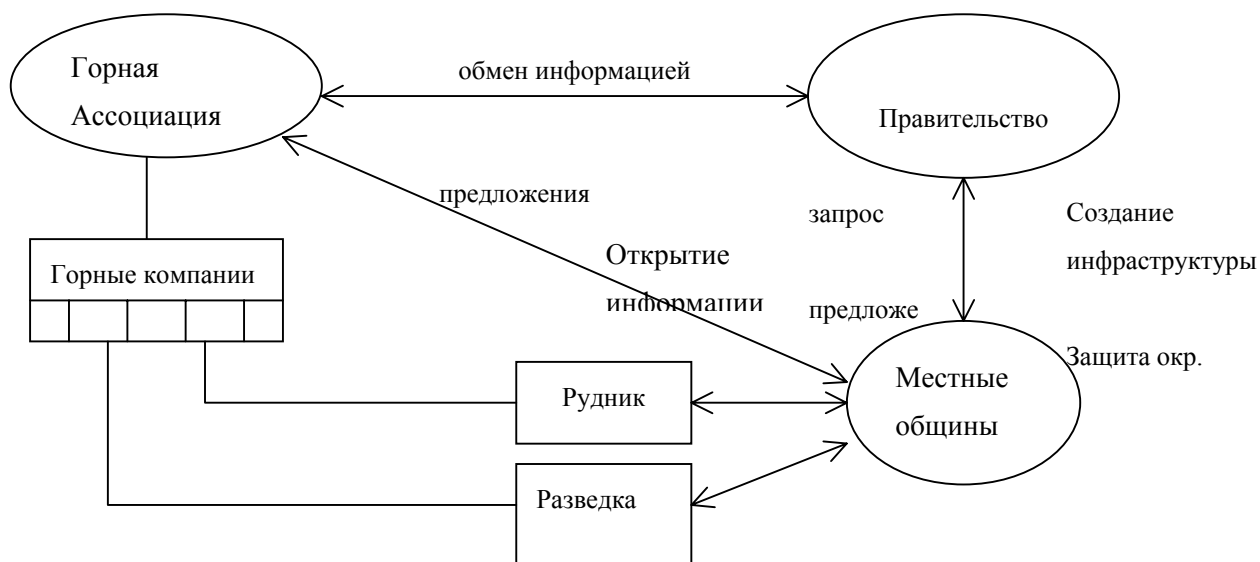 Горная
Ассоциация
обмен информацией
Правительство
предложения
запрос
Создание
инфраструктуры
Открытие
информации
предложе
Горные компании
Защита окр.
Рудник
Местные
общины
Разведка